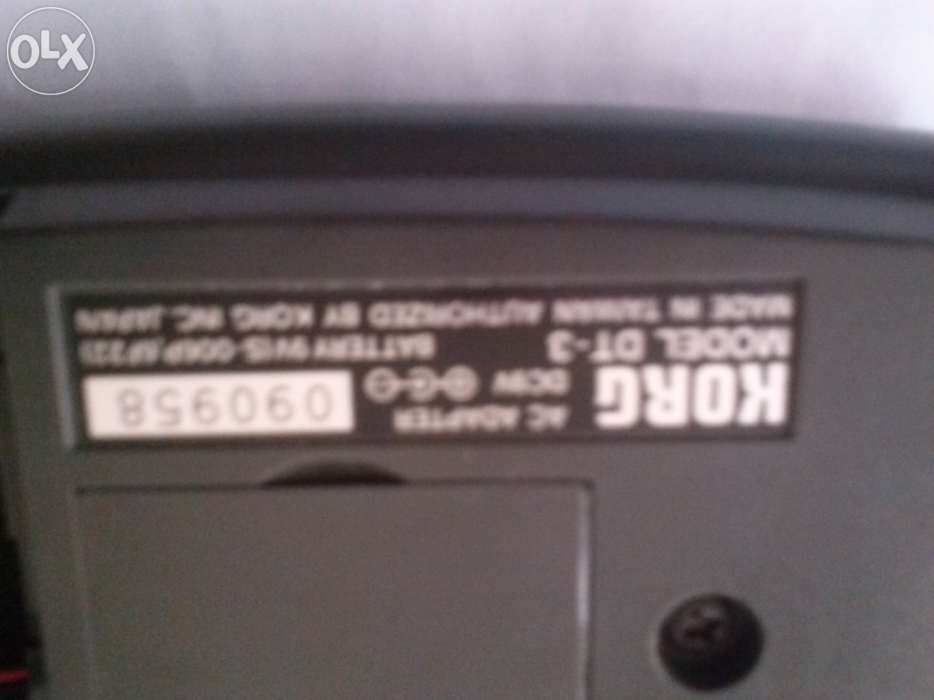 OLX
KORG
AC ADAPTER
DC9V
090958
MODEL DT-3
BATTERY 9V(S-006P,6F22)
MADE IN TAIWAN AUTHORIZED BY KORG INC. JAPAN